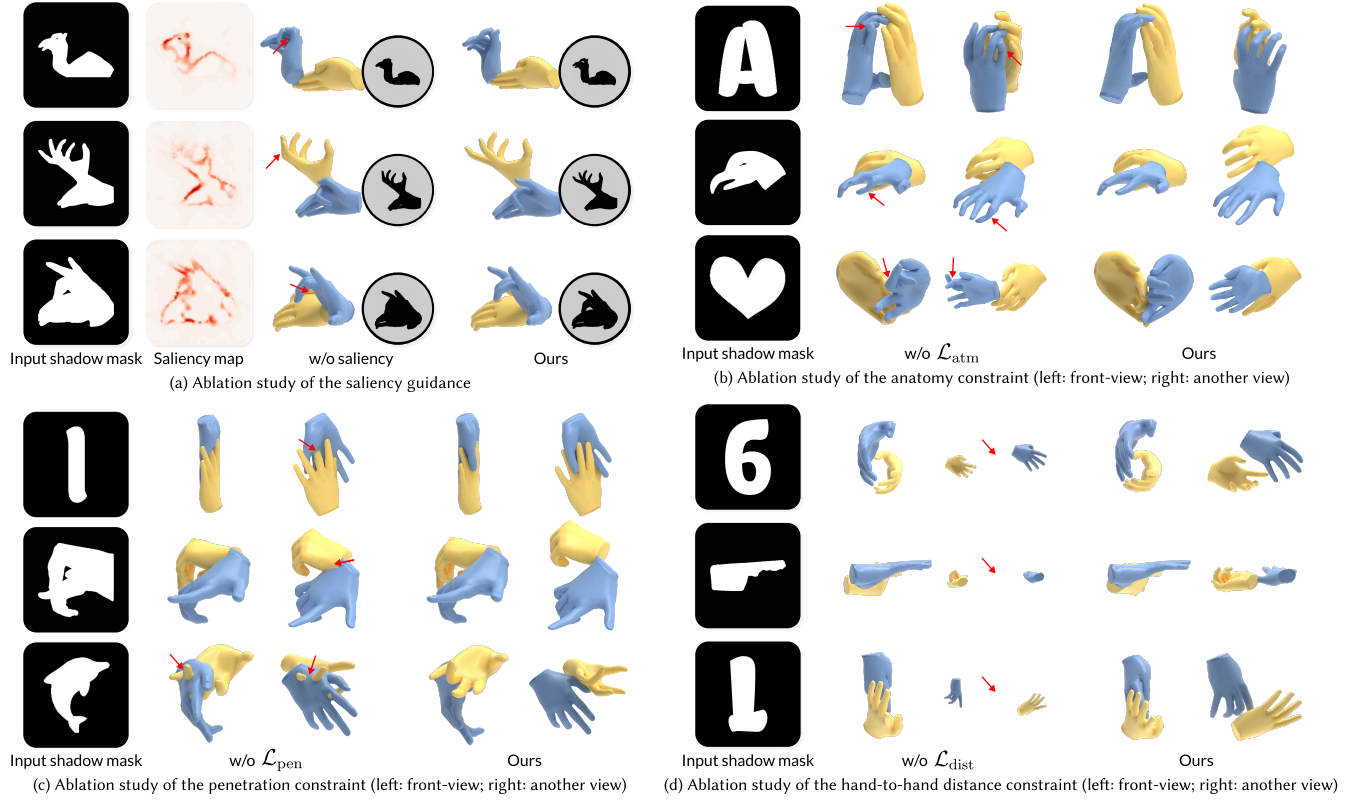 Input shadow mask Saliency map w/o saliency Ours
(a) Ablation study of the saliency guidance
Input shadow mask w/o ℒatm Ours
(b) Ablation study of the anatomy constraint (left: front-view; right: another view)
Input shadow mask w/o ℒpen Ours
(c) Ablation study of the penetration constraint (left: front-view; right: another view)
Input shadow mask w/o ℒdist Ours
(d) Ablation study of the hand-to-hand distance constraint (left: front-view; right: another view)